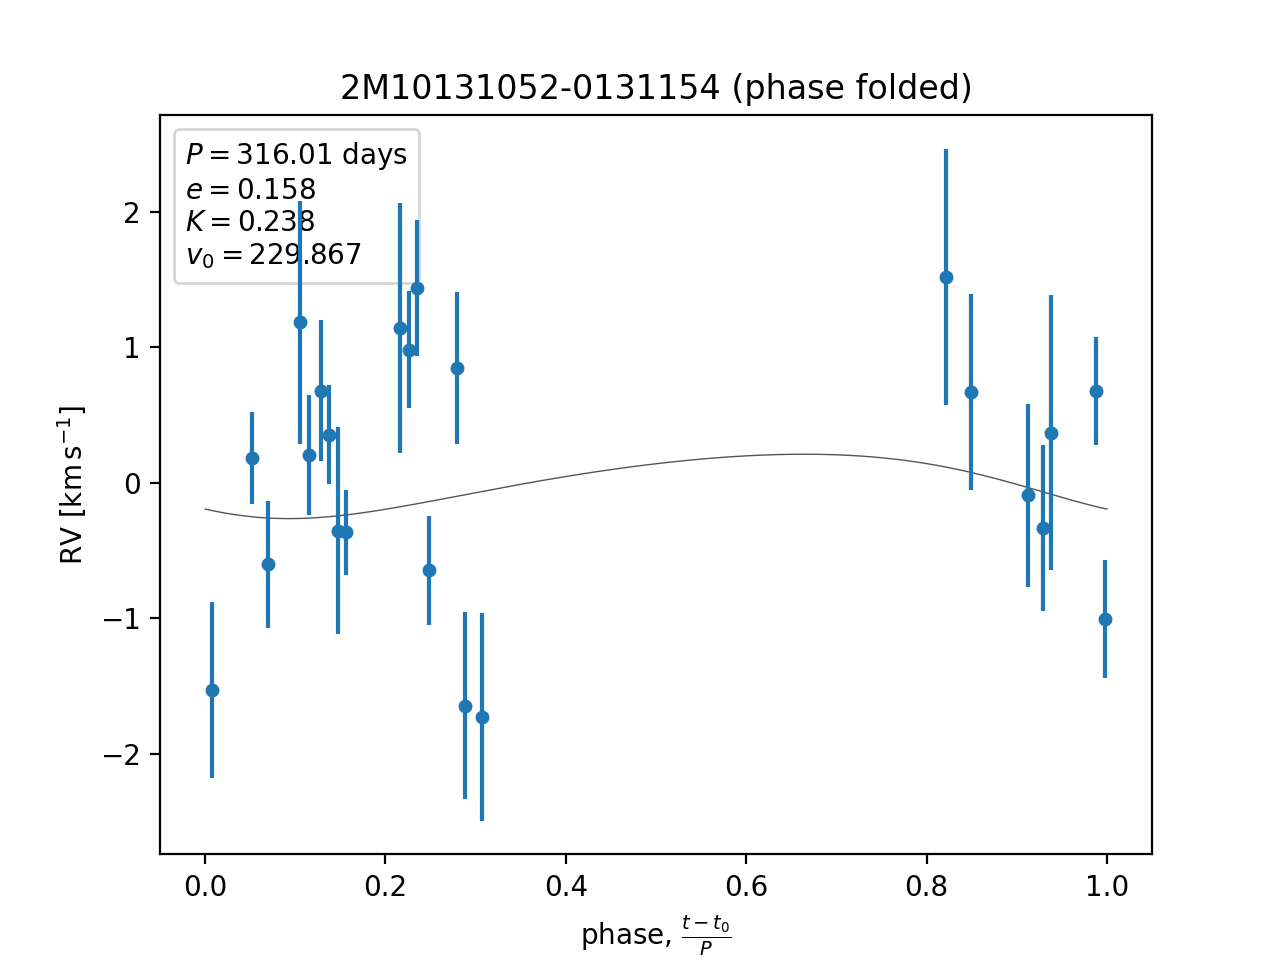 2M10131052-0131154 (phase folded)
P = 316.01 days
e = 0.158
K = 0.238
v₀ = 229.867
RV [km s⁻¹]
2
1
0
−1
−2
0.0 0.2 0.4 0.6 0.8 1.0
phase, (t − t₀)/P